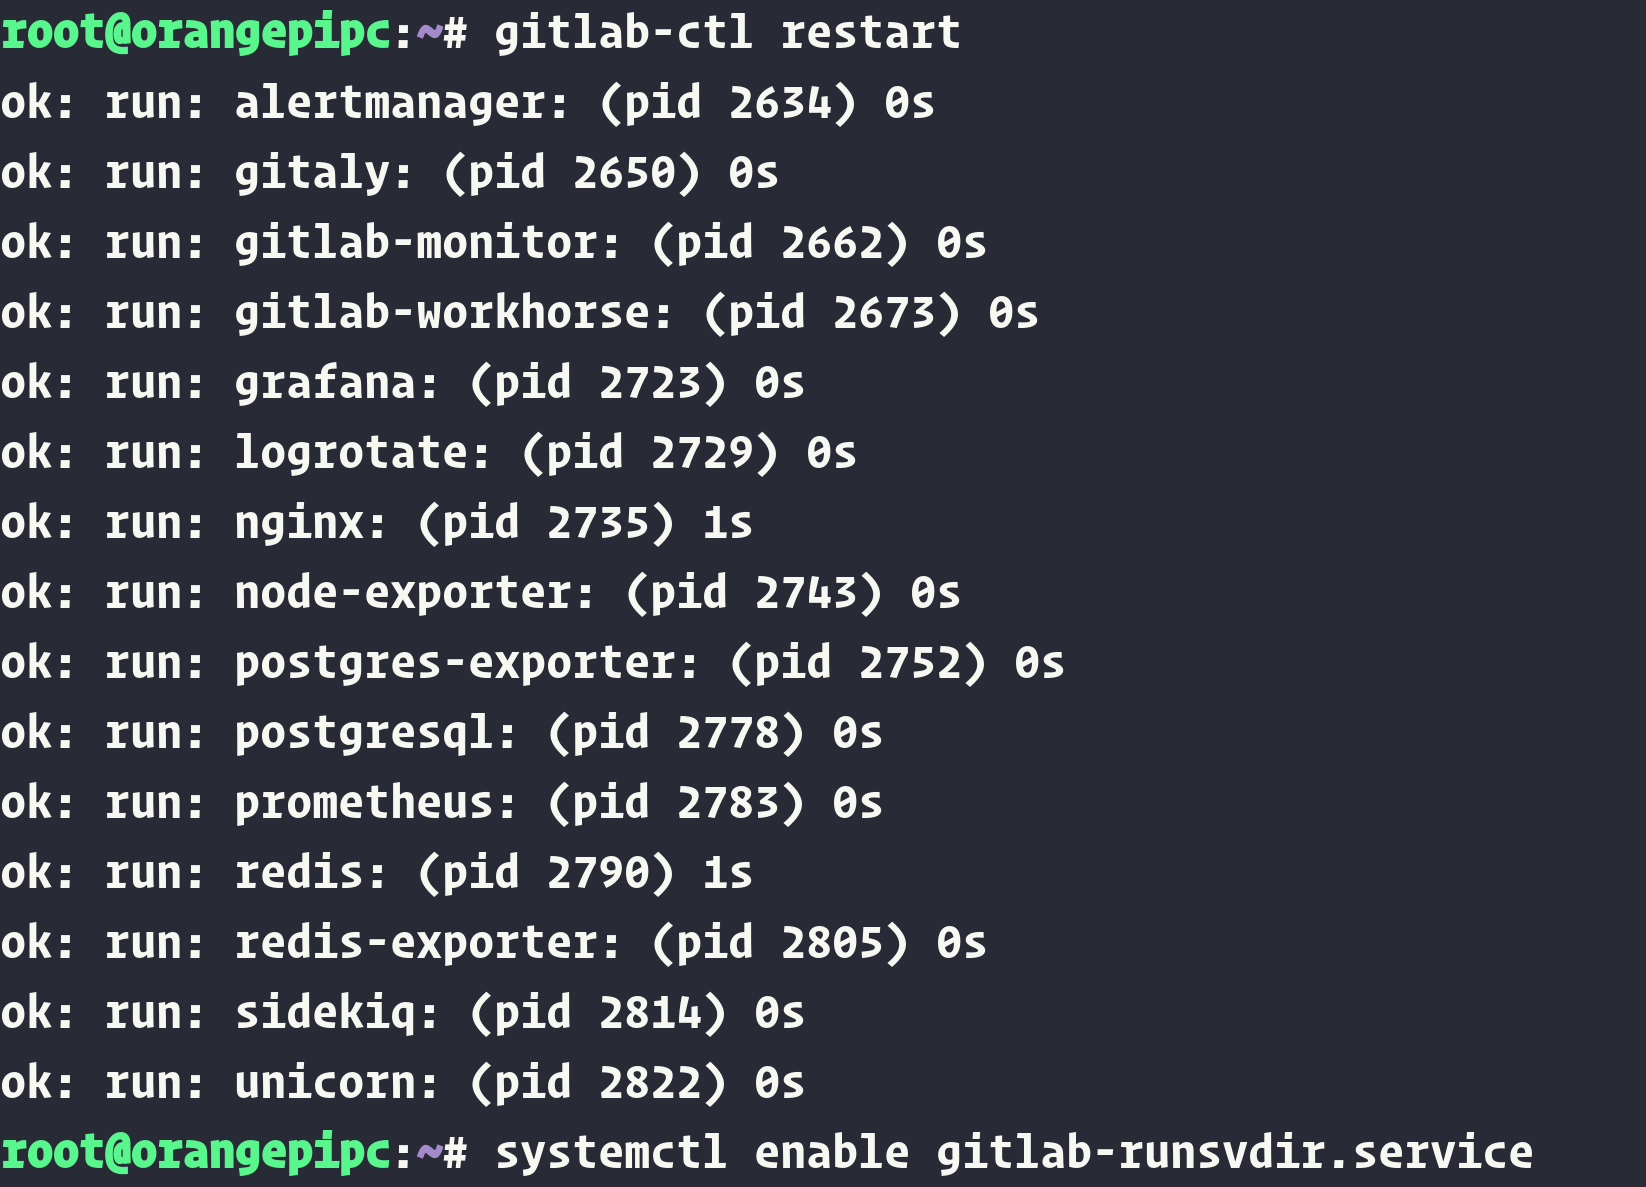 root@orangepipc:~# gitlab-ctl restart
ok: run: alertmanager: (pid 2634) 0s
ok: run: gitaly: (pid 2650) 0s
ok: run: gitlab-monitor: (pid 2662) 0s
ok: run: gitlab-workhorse: (pid 2673) 0s
ok: run: grafana: (pid 2723) 0s
ok: run: logrotate: (pid 2729) 0s
ok: run: nginx: (pid 2735) 1s
ok: run: node-exporter: (pid 2743) 0s
ok: run: postgres-exporter: (pid 2752) 0s
ok: run: postgresql: (pid 2778) 0s
ok: run: prometheus: (pid 2783) 0s
ok: run: redis: (pid 2790) 1s
ok: run: redis-exporter: (pid 2805) 0s
ok: run: sidekiq: (pid 2814) 0s
ok: run: unicorn: (pid 2822) 0s
root@orangepipc:~# systemctl enable gitlab-runsvdir.service